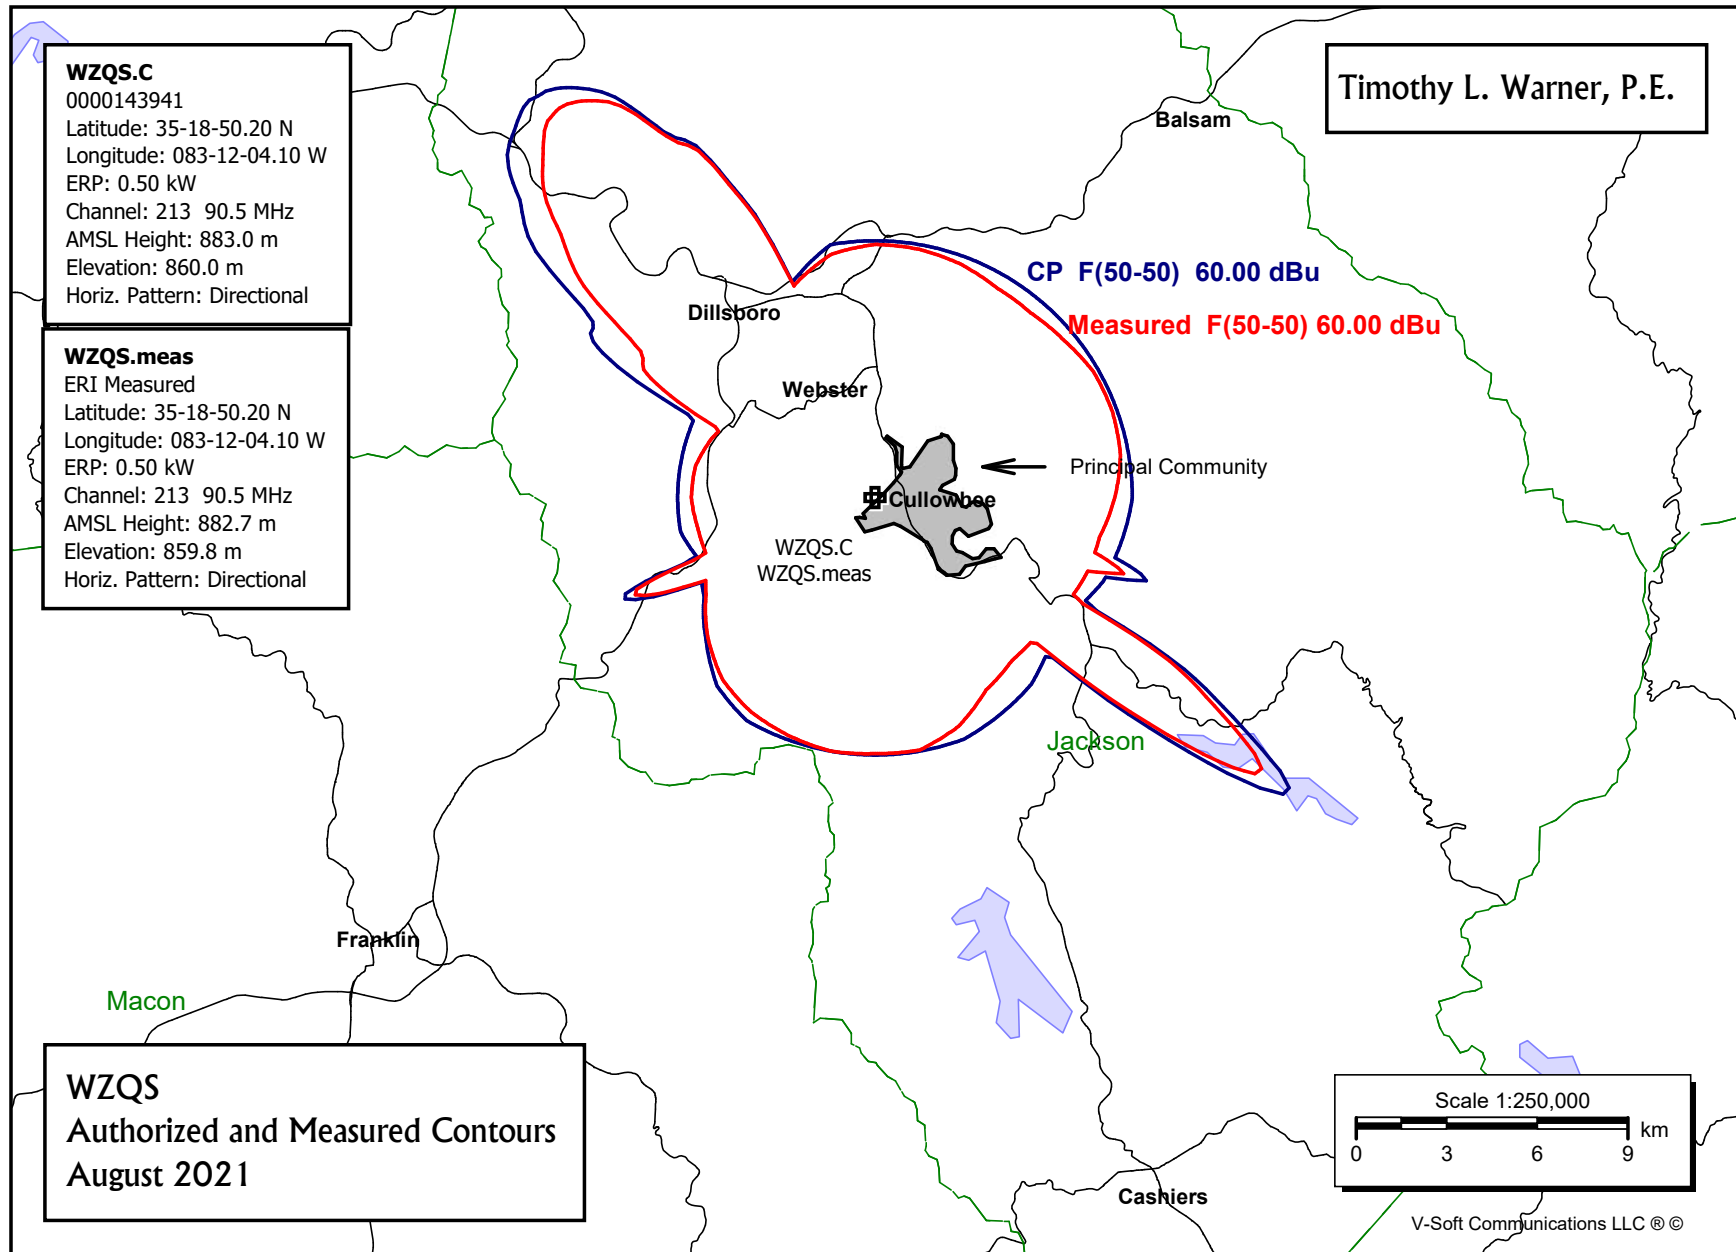 WZQS.C
0000143941
Latitude: 35-18-50.20 N
Longitude: 083-12-04.10 W
ERP: 0.50 kW
Channel: 213  90.5 MHz
AMSL Height: 883.0 m
Elevation: 860.0 m
Horiz. Pattern: Directional
WZQS.meas
ERI Measured
Latitude: 35-18-50.20 N
Longitude: 083-12-04.10 W
ERP: 0.50 kW
Channel: 213  90.5 MHz
AMSL Height: 882.7 m
Elevation: 859.8 m
Horiz. Pattern: Directional
Timothy L. Warner, P.E.
Balsam
CP  F(50-50)  60.00 dBu
Measured  F(50-50) 60.00 dBu
Dillsboro
Webster
Principal Community
Cullowhee
WZQS.C
WZQS.meas
Jackson
Franklin
Macon
WZQS
Authorized and Measured Contours
August 2021
Cashiers
Scale 1:250,000
km
0 3 6 9
V-Soft Communications LLC ® ©